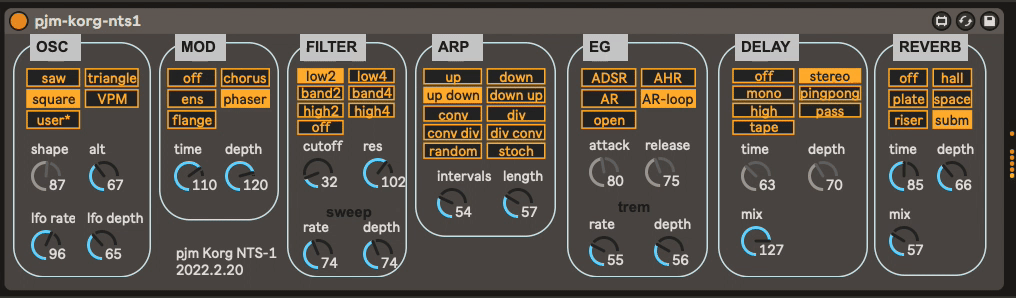 pjm-korg-nts1
OSC
saw triangle
square VPM
user*
shape alt
87 67
lfo rate lfo depth
96 65
MOD
off chorus
ens phaser
flange
time depth
110 120
pjm Korg NTS-1
2022.2.20
FILTER
low2 low4
band2 band4
high2 high4
off
cutoff res
32 102
sweep
rate depth
74 74
ARP
up down
up down down up
conv div
conv div div conv
random stoch
intervals length
54 57
EG
ADSR AHR
AR AR-loop
open
attack release
80 75
trem
rate depth
55 56
DELAY
off stereo
mono pingpong
high pass
tape
time depth
63 70
mix
127
REVERB
off hall
plate space
riser subm
time depth
85 66
mix
57